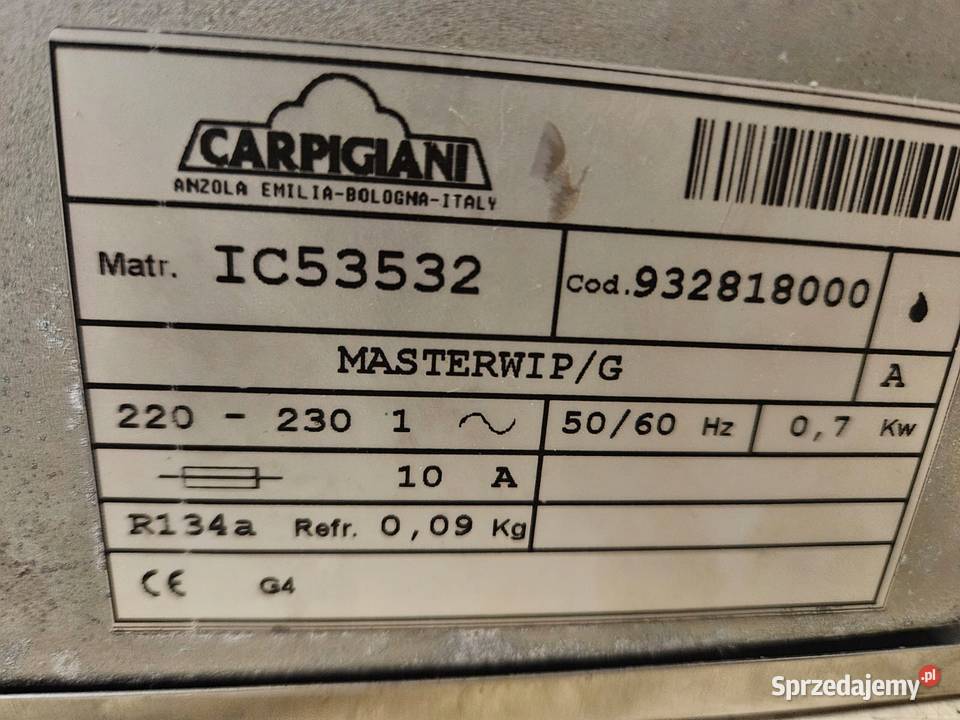 CARPIGIANI
ANZOLA EMILIA-BOLOGNA-ITALY
Matr. IC53532 Cod.932818000
MASTERWIP/G A
220 - 230 1 50/60 Hz 0,7 Kw
10 A
R134a Refr. 0,09 Kg
CE G4
Sprzedajemy.pl